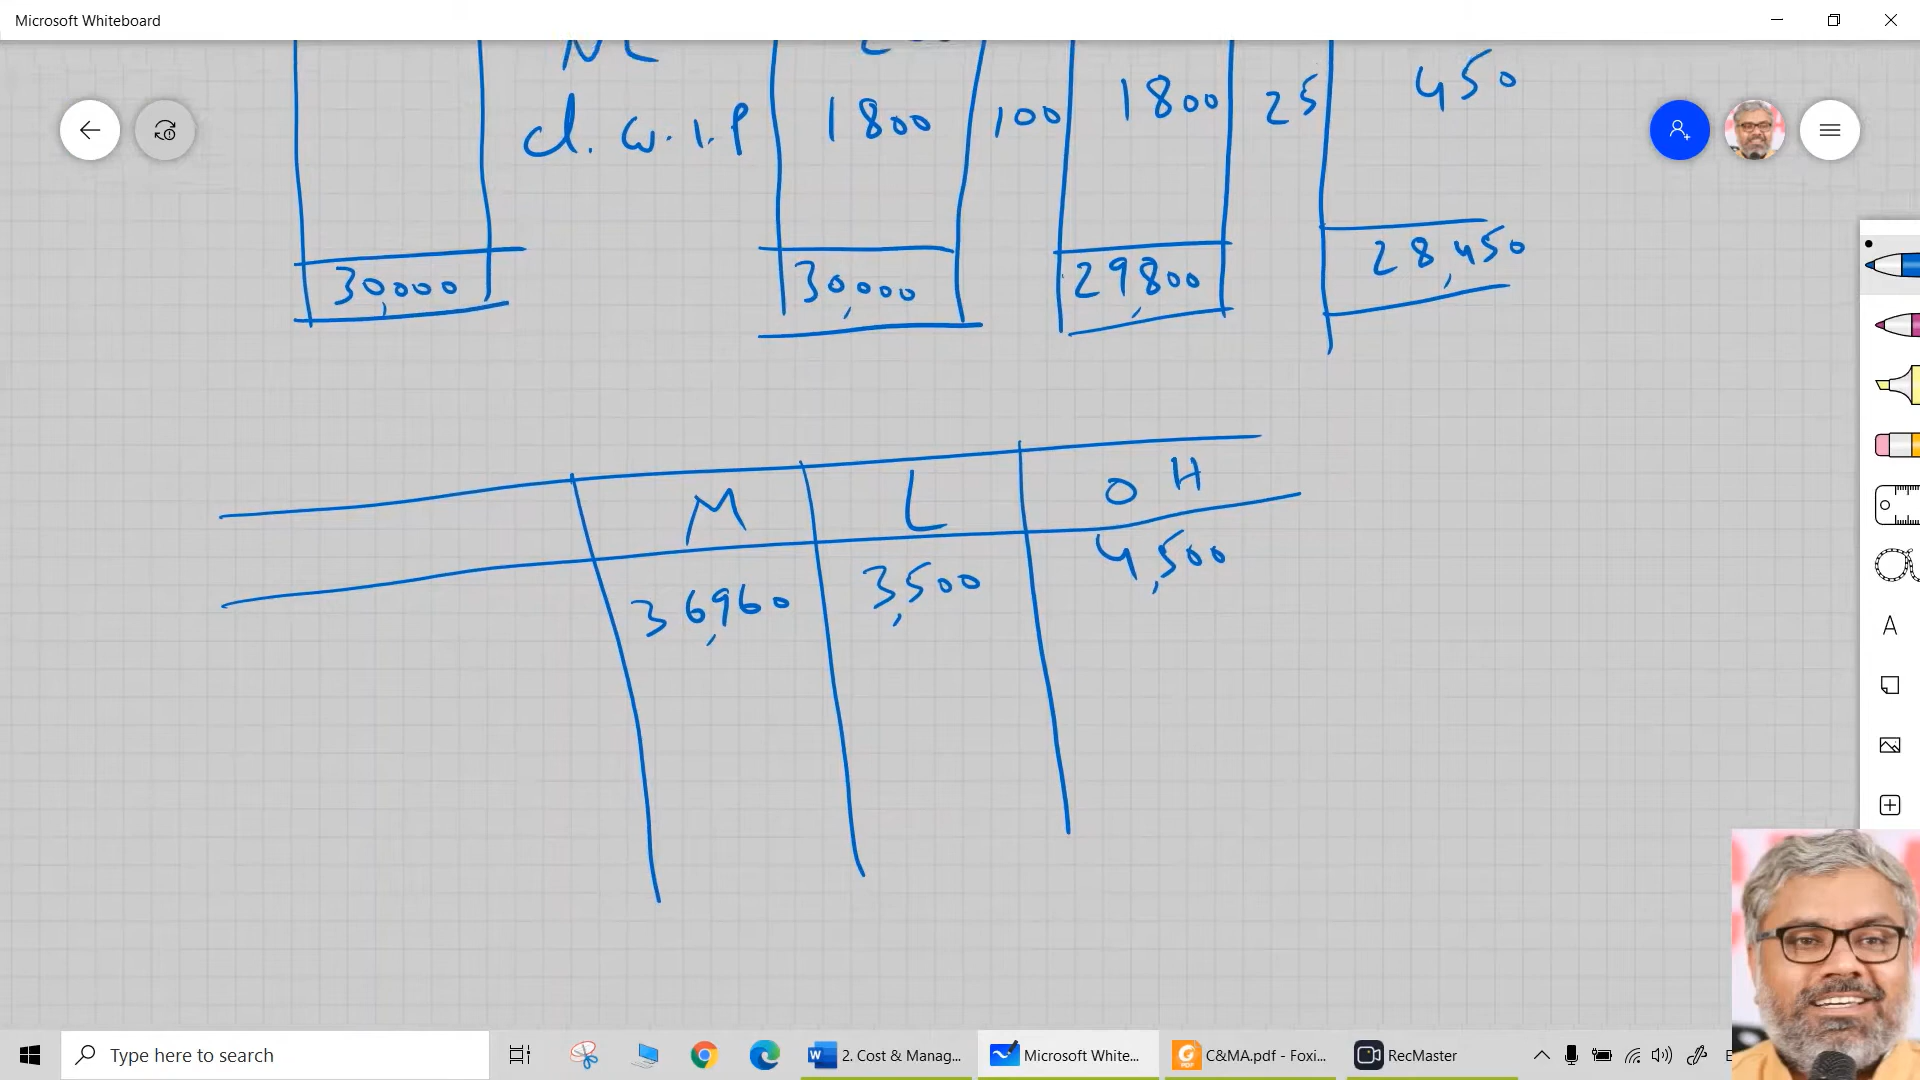 Microsoft Whiteboard
NL
450
cl. w.i.p 1800 100 1800 25
30,000 30,000 29,800 28,450
M L OH
36,960 3,500 4,500
A
Type here to search
2. Cost & Manag...
Microsoft White...
C&MA.pdf - Foxi...
RecMaster